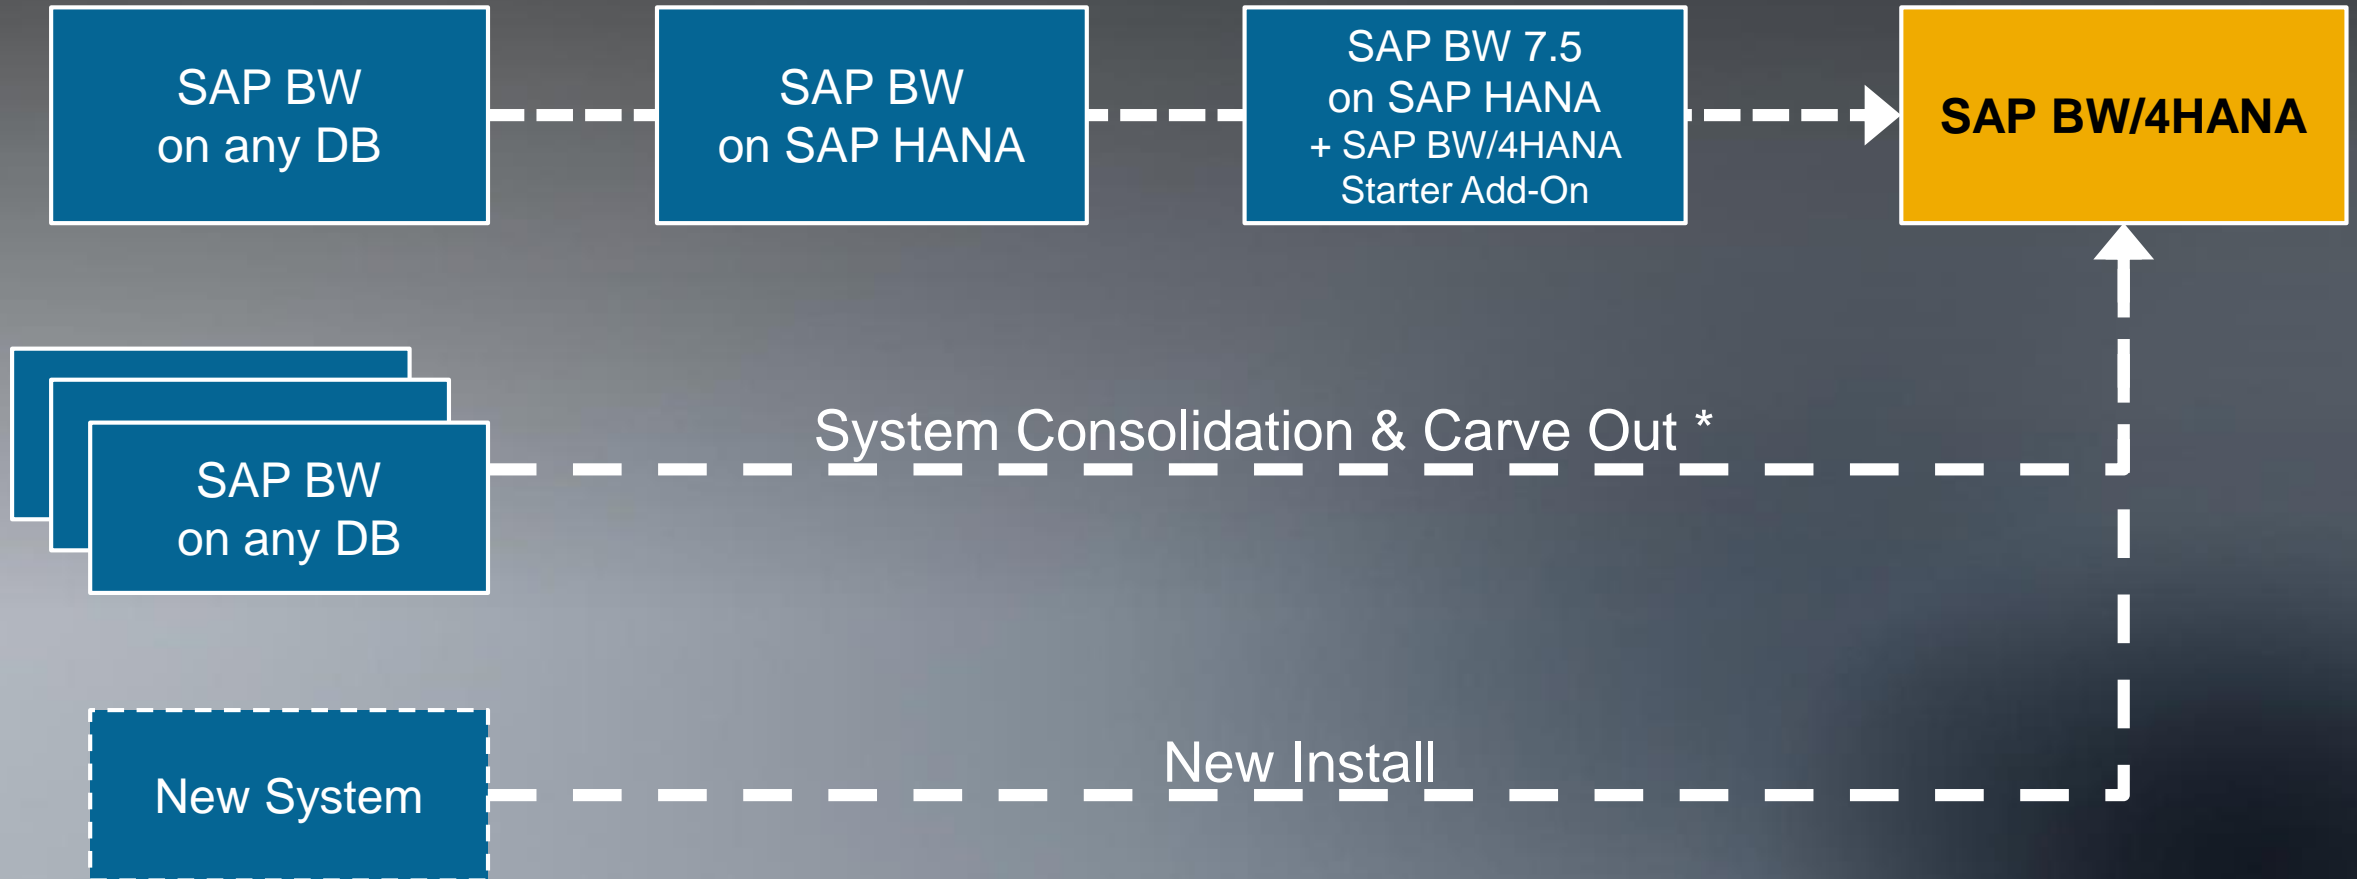 SAP BW
on any DB
SAP BW
on SAP HANA
SAP BW 7.5
on SAP HANA
+ SAP BW/4HANA
Starter Add-On
SAP BW/4HANA
System Consolidation & Carve Out *
SAP BW
on any DB
New Install
New System